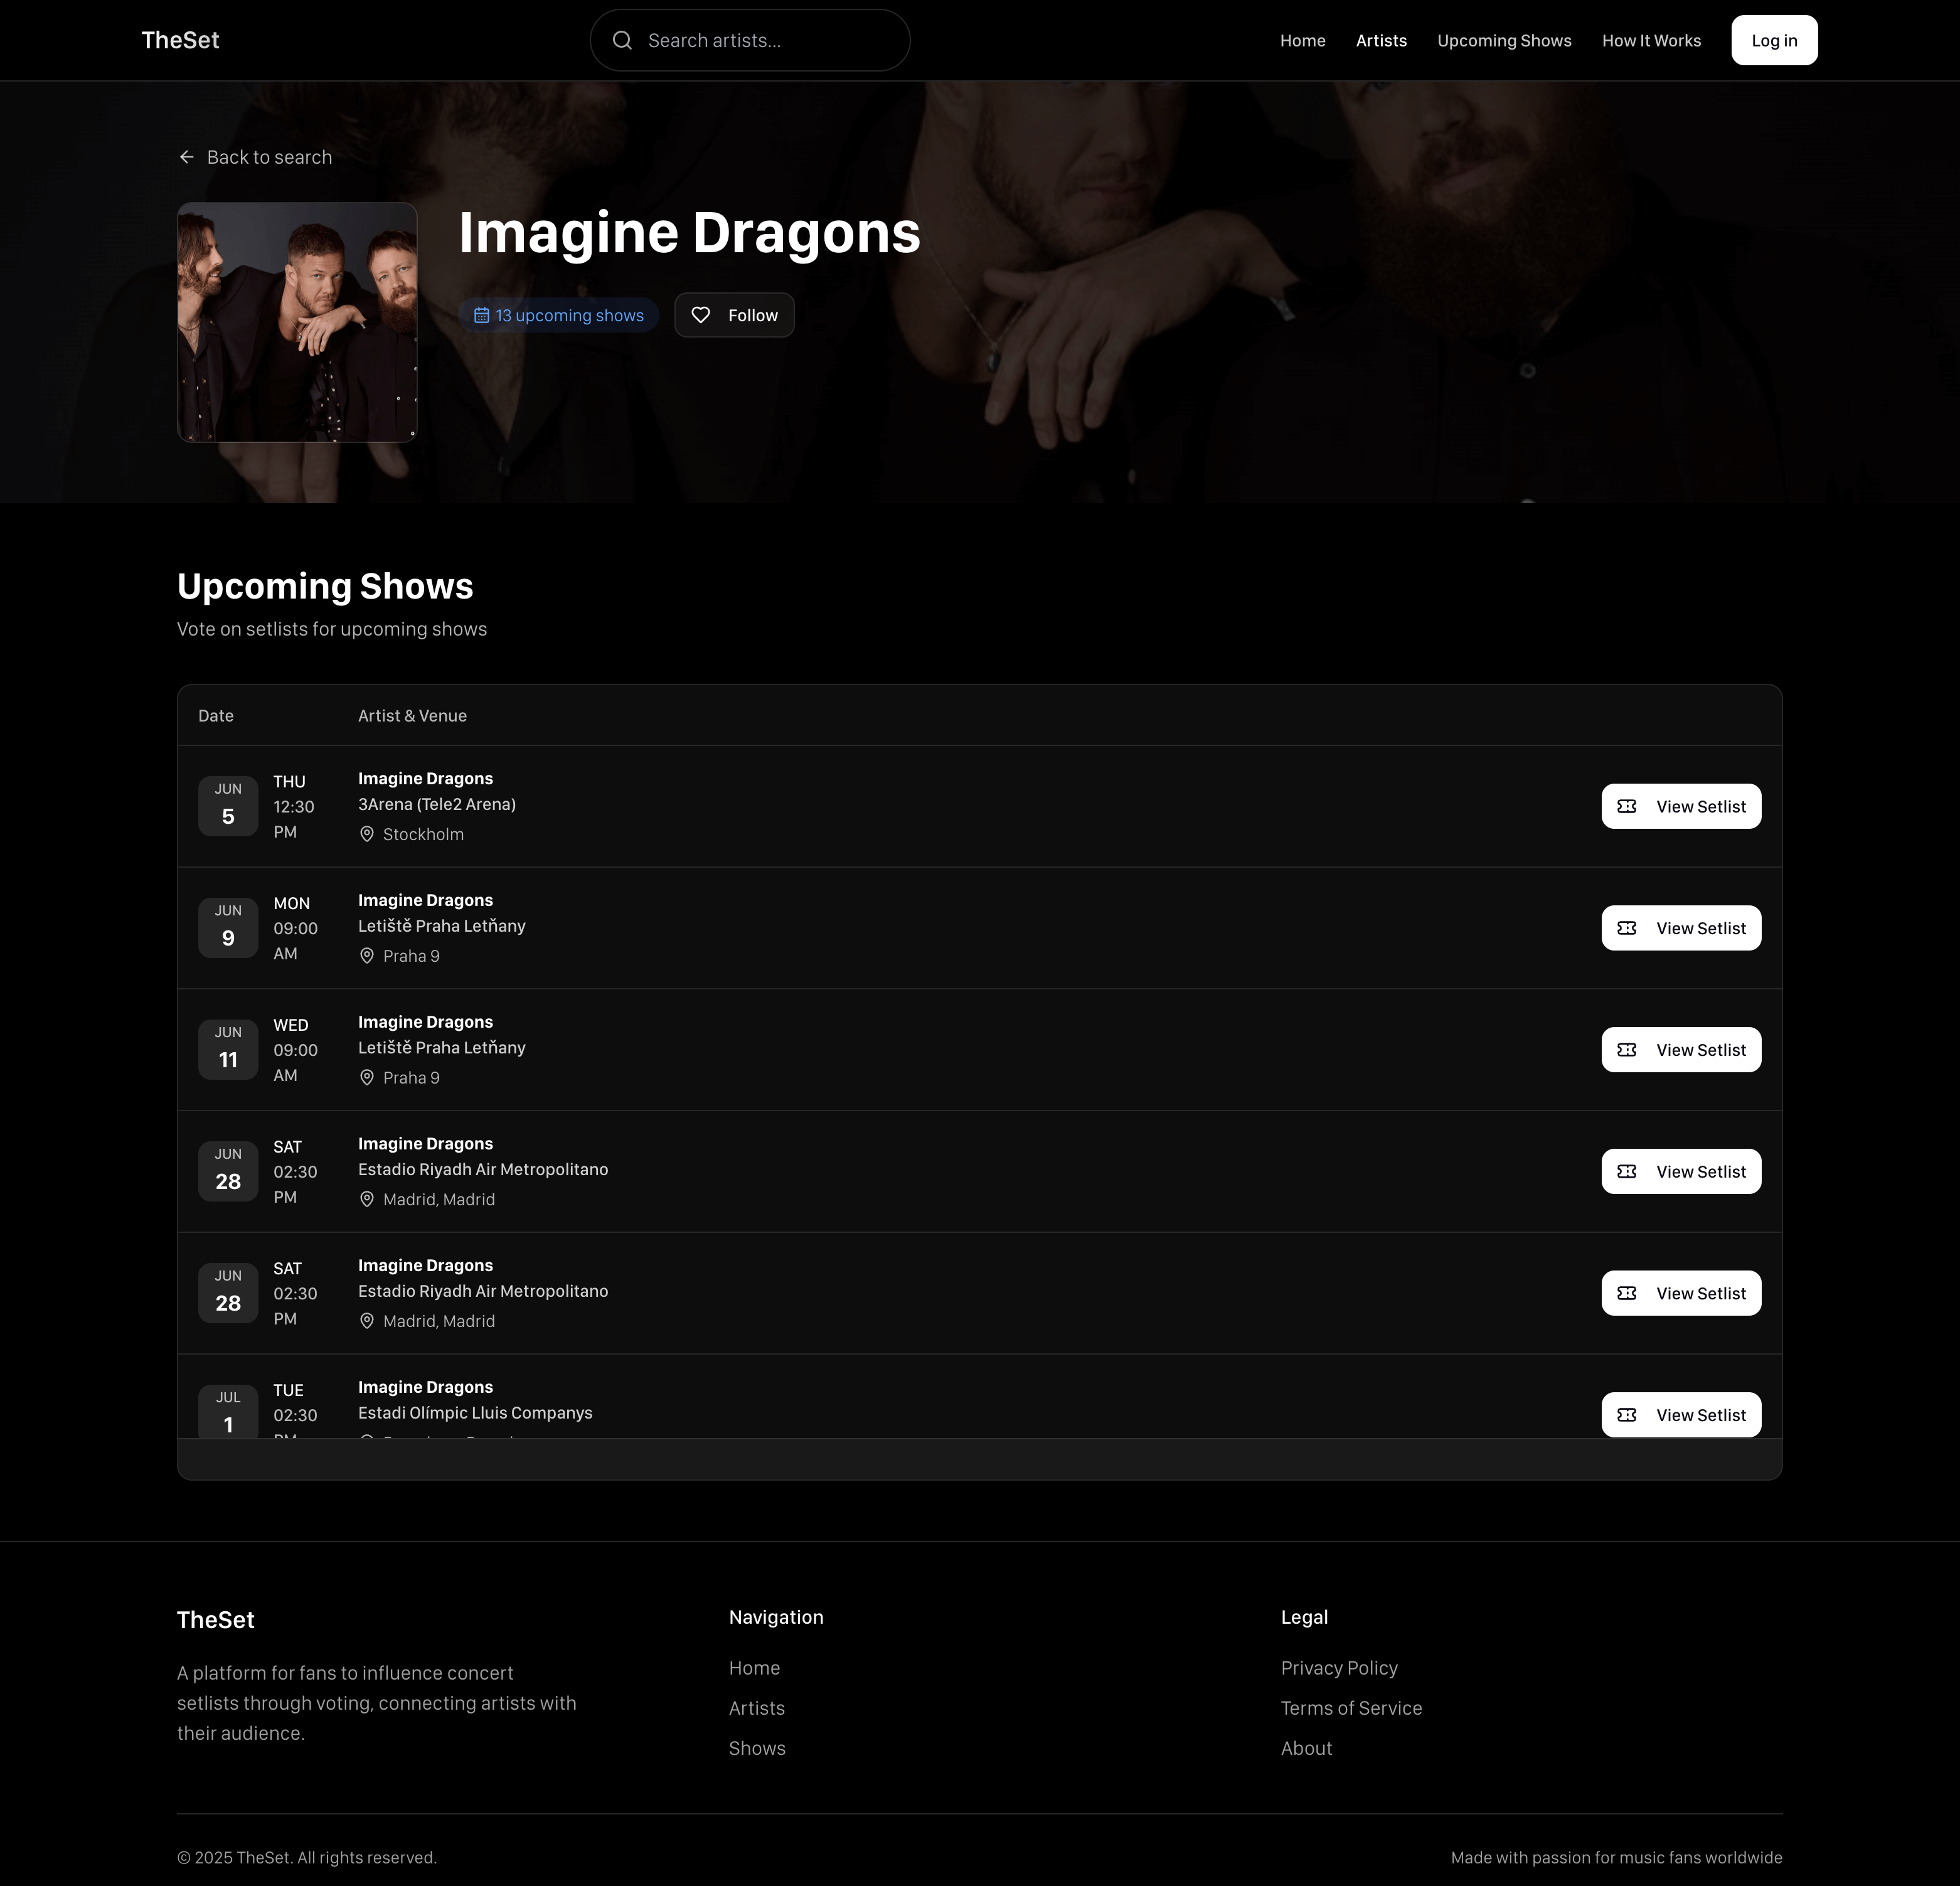 TheSet
Search artists...
Home
Artists
Upcoming Shows
How It Works
Log in
Back to search
Imagine Dragons
13 upcoming shows
Follow
Upcoming Shows
Vote on setlists for upcoming shows
Date
Artist & Venue
JUN
5
THU
12:30
PM
Imagine Dragons
3Arena (Tele2 Arena)
Stockholm
View Setlist
JUN
9
MON
09:00
AM
Imagine Dragons
Letiště Praha Letňany
Praha 9
View Setlist
JUN
11
WED
09:00
AM
Imagine Dragons
Letiště Praha Letňany
Praha 9
View Setlist
JUN
28
SAT
02:30
PM
Imagine Dragons
Estadio Riyadh Air Metropolitano
Madrid, Madrid
View Setlist
JUN
28
SAT
02:30
PM
Imagine Dragons
Estadio Riyadh Air Metropolitano
Madrid, Madrid
View Setlist
JUL
1
TUE
02:30
Imagine Dragons
Estadi Olímpic Lluis Companys
View Setlist
TheSet
A platform for fans to influence concert
setlists through voting, connecting artists with
their audience.
Navigation
Home
Artists
Shows
Legal
Privacy Policy
Terms of Service
About
© 2025 TheSet. All rights reserved.
Made with passion for music fans worldwide